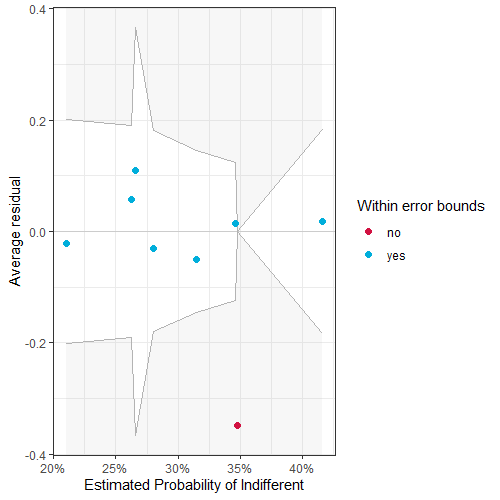 0.4
0.2
0.0
-0.2
-0.4
Average residual
20%
25%
30%
35%
40%
Estimated Probability of Indifferent
Within error bounds
no
yes